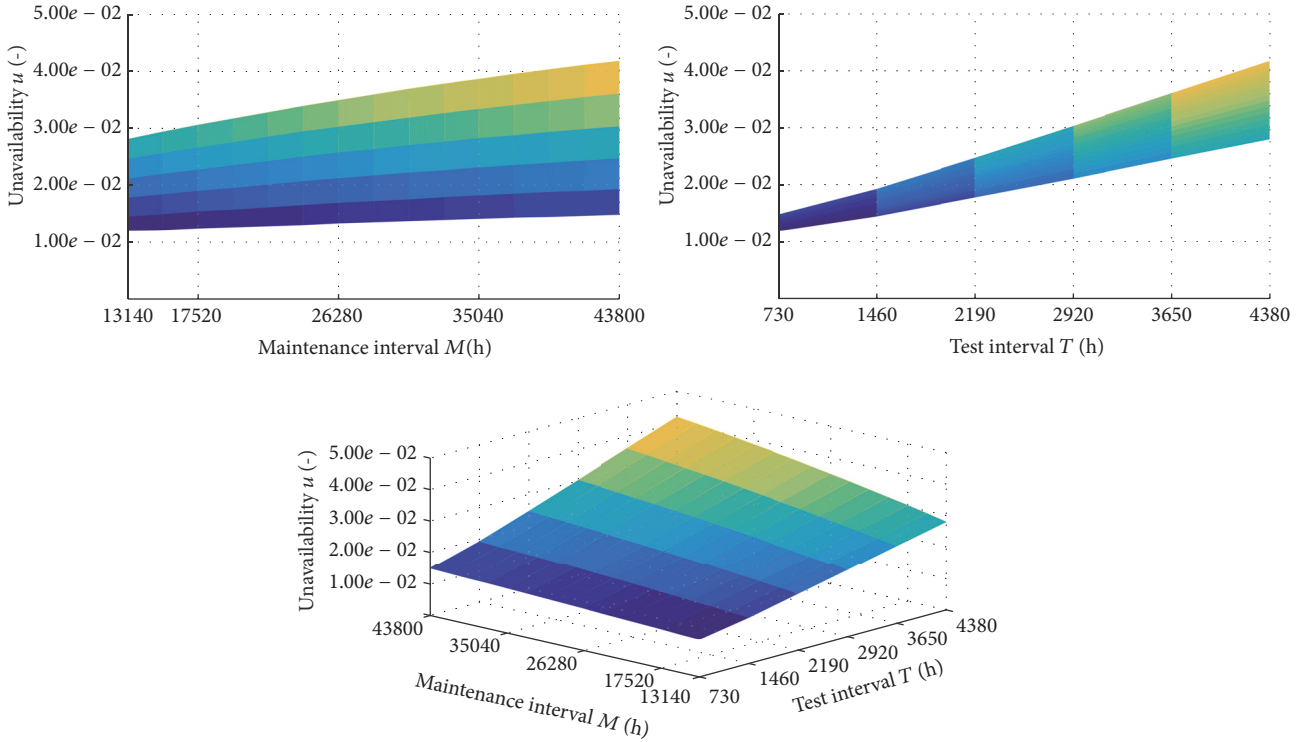 5.00e − 02
4.00e − 02
3.00e − 02
2.00e − 02
1.00e − 02
Unavailability u (-)
13140 17520 26280 35040 43800
Maintenance interval M(h)
5.00e − 02
4.00e − 02
3.00e − 02
2.00e − 02
1.00e − 02
Unavailability u (-)
730 1460 2190 2920 3650 4380
Test interval T (h)
5.00e − 02
4.00e − 02
3.00e − 02
2.00e − 02
1.00e − 02
Unavailability u (-)
43800 35040 26280 17520 13140
Maintenance interval M (h)
730 1460 2190 2920 3650 4380
Test interval T (h)